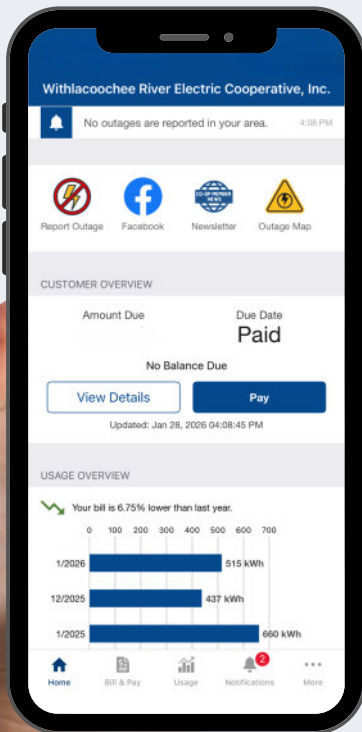 Withlacoochee River Electric Cooperative, Inc.
No outages are reported in your area. 4:08 PM
CO-OP MEMBER
NEWS
Report Outage Facebook Newsletter Outage Map
CUSTOMER OVERVIEW
Amount Due Due Date
Paid
No Balance Due
View Details Pay
Updated: Jan 28, 2026 04:08:45 PM
USAGE OVERVIEW
Your bill is 6.75% lower than last year.
0 100 200 300 400 500 600 700
1/2026 515 kWh
12/2025 437 kWh
1/2025 660 kWh
2
Home Bill & Pay Usage Notifications More